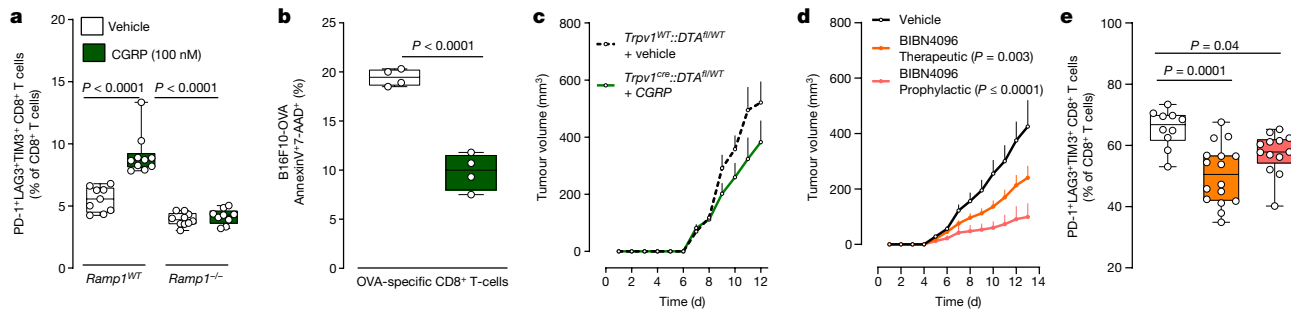 a
Vehicle
CGRP (100 nM)
PD-1⁺LAG3⁺TIM3⁺ CD8⁺ T cells
(% of CD8⁺ T cells)
20
15
10
5
0
P < 0.0001
P < 0.0001
Ramp1ᵂᵀ
Ramp1⁻/⁻
b
B16F10-OVA
AnnexinV⁺7-AAD⁺ (%)
25
20
15
10
5
0
P < 0.0001
OVA-specific CD8⁺ T-cells
c
Tumour volume (mm³)
800
600
400
200
0
Trpv1ᵂᵀ::DTAᶠˡ/ᵂᵀ
+ vehicle
Trpv1ᶜʳᵉ::DTAᶠˡ/ᵂᵀ
+ CGRP
0 2 4 6 8 10 12
Time (d)
d
Tumour volume (mm³)
800
600
400
200
0
Vehicle
BIBN4096
Therapeutic (P = 0.003)
BIBN4096
Prophylactic (P ≤ 0.0001)
0 2 4 6 8 10 12 14
Time (d)
e
PD-1⁺LAG3⁺TIM3⁺ CD8⁺ T cells
(% of CD8⁺ T cells)
100
80
60
40
20
P = 0.04
P = 0.0001